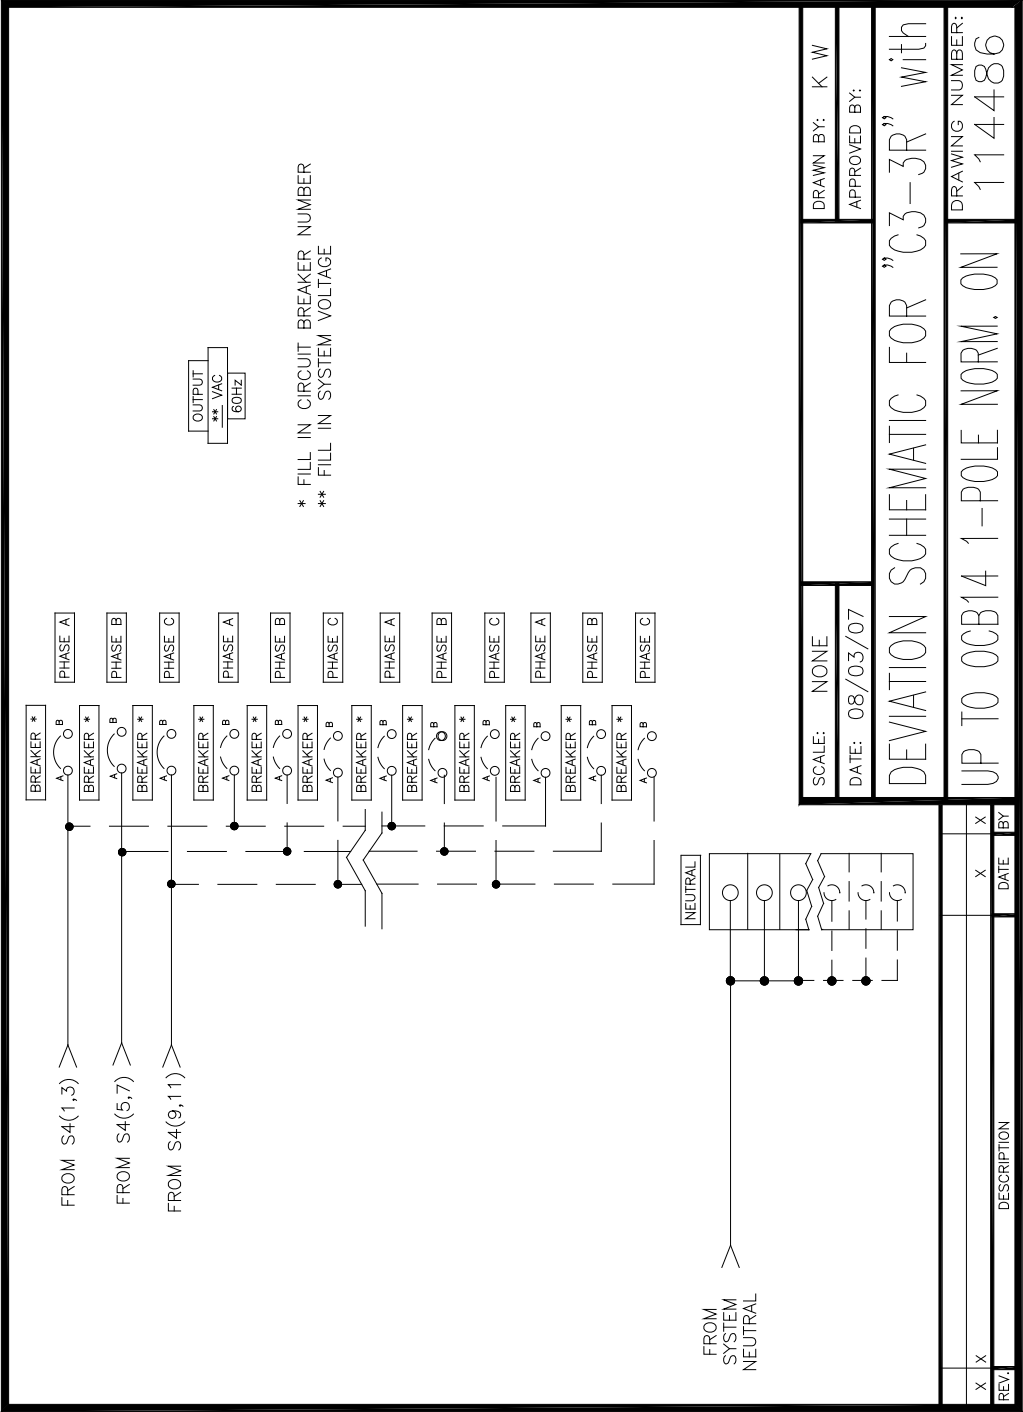 FROM S4(1,3)
FROM S4(5,7)
FROM S4(9,11)
BREAKER *
A B
PHASE A
BREAKER *
A B
PHASE B
BREAKER *
A B
PHASE C
BREAKER *
A B
PHASE A
BREAKER *
A B
PHASE B
BREAKER *
A B
PHASE C
BREAKER *
A B
PHASE A
BREAKER *
A B
PHASE B
BREAKER *
A B
PHASE C
BREAKER *
A B
PHASE A
BREAKER *
A B
PHASE B
BREAKER *
A B
PHASE C
OUTPUT
** VAC
60Hz
* FILL IN CIRCUIT BREAKER NUMBER
** FILL IN SYSTEM VOLTAGE
FROM
SYSTEM
NEUTRAL
NEUTRAL
X X X X
REV. DESCRIPTION DATE BY
SCALE: NONE
DATE: 08/03/07
DRAWN BY: K W
APPROVED BY:
DEVIATION SCHEMATIC FOR "C3-3R" with
UP TO OCB14 1-POLE NORM. ON
DRAWING NUMBER:
114486